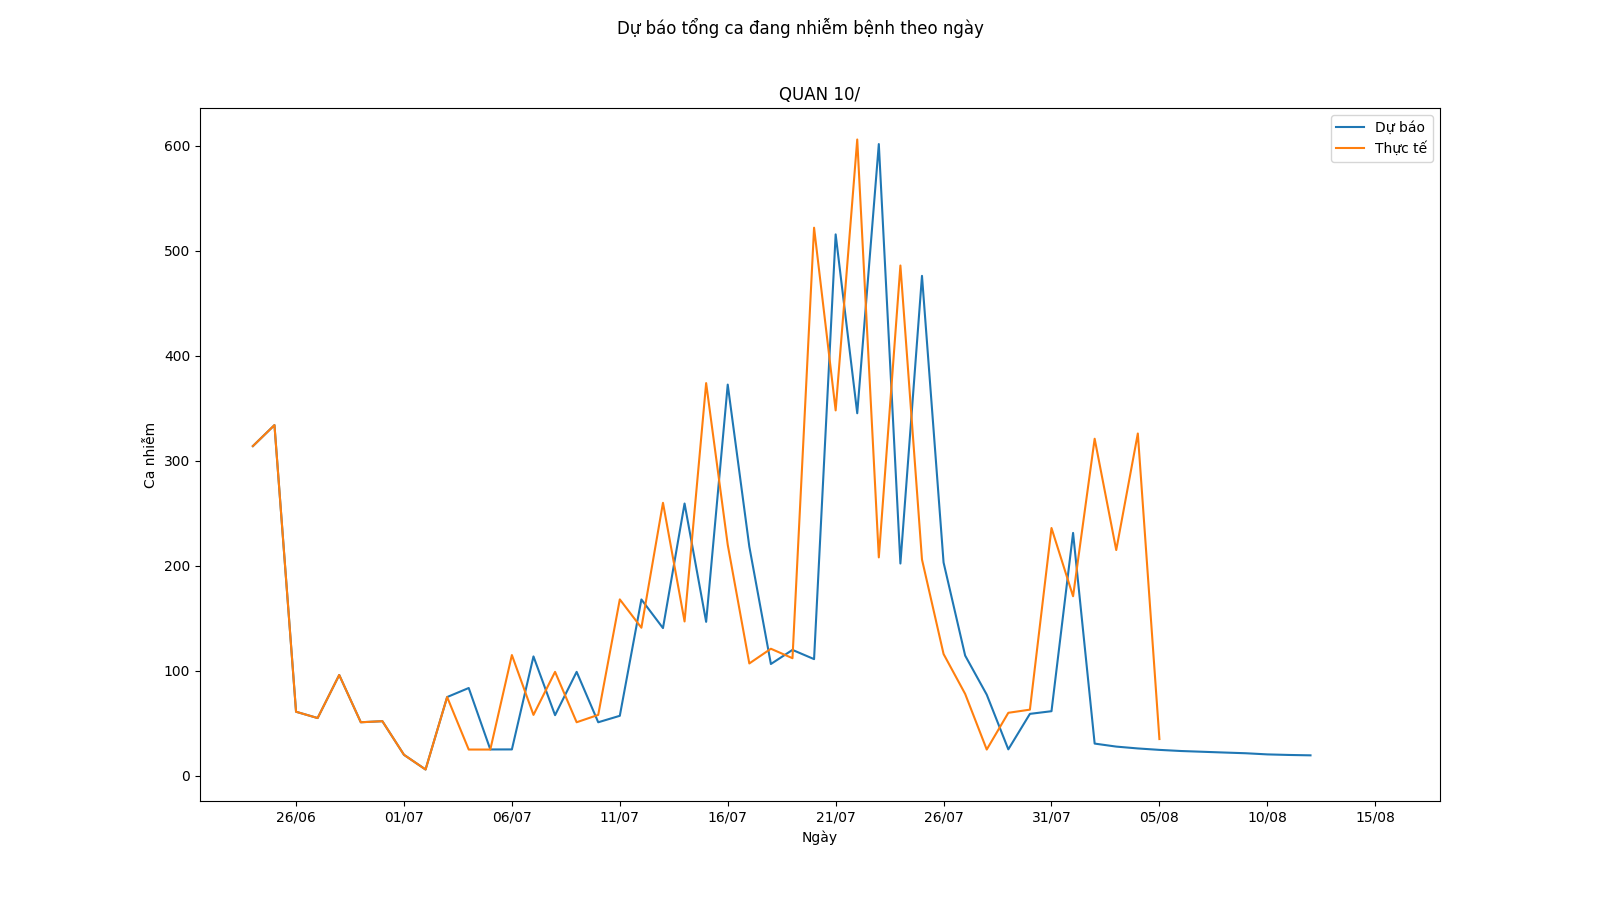 Dự báo tổng ca đang nhiễm bệnh theo ngày
QUAN 10/
Dự báo
Thực tế
600
500
400
300
200
100
0
Ca nhiễm
26/06 01/07 06/07 11/07 16/07 21/07 26/07 31/07 05/08 10/08 15/08
Ngày